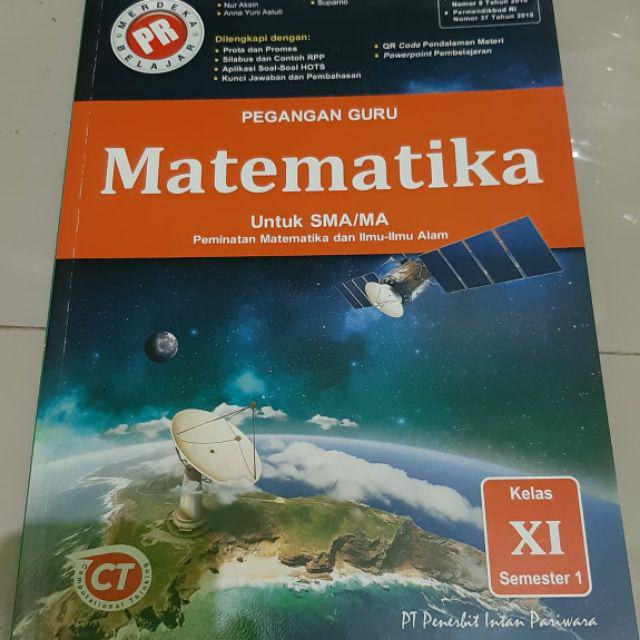 • Nur Aksin
• Suparno
• Anna Yuni Astuti
Nomor 37 Tahun 2018
• Permendikbud RI
MERDEKA
PR
BELAJAR
Dilengkapi dengan:
• Prota dan Promes
• Silabus dan Contoh RPP
• Aplikasi Soal-Soal HOTS
• Kunci Jawaban dan Pembahasan
• QR Code Pendalaman Materi
• Powerpoint Pembelajaran
PEGANGAN GURU
Matematika
Untuk SMA/MA
Peminatan Matematika dan Ilmu-Ilmu Alam
Kelas
XI
Semester 1
CT
Computational Thinking
PT Penerbit Intan Pariwara